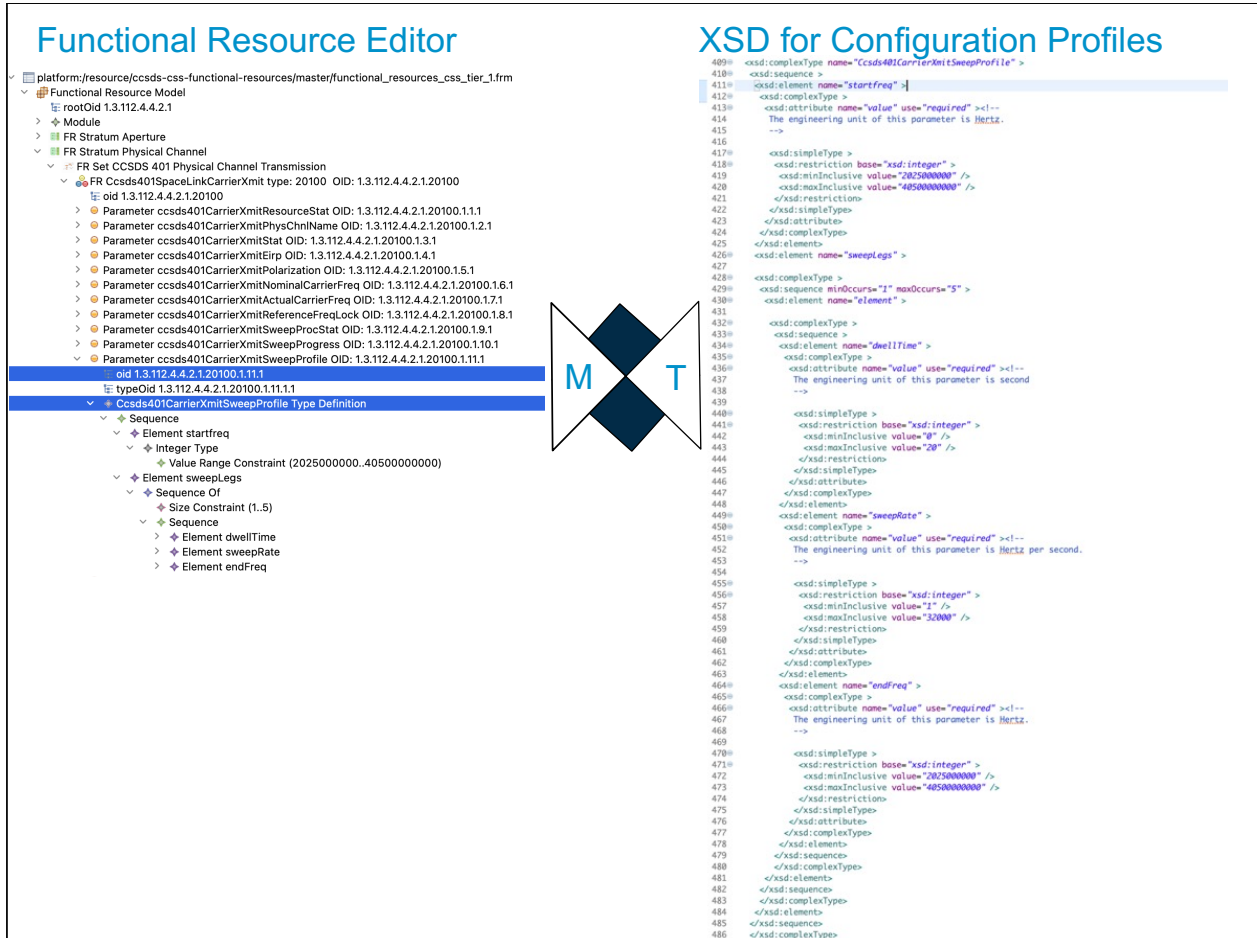 Functional Resource Editor
platform:/resource/ccsds-css-functional-resources/master/functional_resources_css_tier_1.frm
Functional Resource Model
rootOid 1.3.112.4.4.2.1
Module
FR Stratum Aperture
FR Stratum Physical Channel
FR Set CCSDS 401 Physical Channel Transmission
FR Ccsds401SpaceLinkCarrierXmit type: 20100 OID: 1.3.112.4.4.2.1.20100
oid 1.3.112.4.4.2.1.20100
Parameter ccsds401CarrierXmitResourceStat OID: 1.3.112.4.4.2.1.20100.1.1.1
Parameter ccsds401CarrierXmitPhysChnlName OID: 1.3.112.4.4.2.1.20100.1.2.1
Parameter ccsds401CarrierXmitStat OID: 1.3.112.4.4.2.1.20100.1.3.1
Parameter ccsds401CarrierXmitEirp OID: 1.3.112.4.4.2.1.20100.1.4.1
Parameter ccsds401CarrierXmitPolarization OID: 1.3.112.4.4.2.1.20100.1.5.1
Parameter ccsds401CarrierXmitNominalCarrierFreq OID: 1.3.112.4.4.2.1.20100.1.6.1
Parameter ccsds401CarrierXmitActualCarrierFreq OID: 1.3.112.4.4.2.1.20100.1.7.1
Parameter ccsds401CarrierXmitReferenceFreqLock OID: 1.3.112.4.4.2.1.20100.1.8.1
Parameter ccsds401CarrierXmitSweepProcStat OID: 1.3.112.4.4.2.1.20100.1.9.1
Parameter ccsds401CarrierXmitSweepProgress OID: 1.3.112.4.4.2.1.20100.1.10.1
Parameter ccsds401CarrierXmitSweepProfile OID: 1.3.112.4.4.2.1.20100.1.11.1
oid 1.3.112.4.4.2.1.20100.1.11.1
typeOid 1.3.112.4.4.2.1.20100.1.11.1.1
Ccsds401CarrierXmitSweepProfile Type Definition
Sequence
Element startfreq
Integer Type
Value Range Constraint (2025000000..40500000000)
Element sweepLegs
Sequence Of
Size Constraint (1..5)
Sequence
Element dwellTime
Element sweepRate
Element endFreq
M T
XSD for Configuration Profiles
409 <xsd:complexType name="Ccsds401CarrierXmitSweepProfile" >
410 <xsd:sequence >
411 <xsd:element name="startfreq" >
412 <xsd:complexType >
413 <xsd:attribute name="value" use="required" ><!--
414 The engineering unit of this parameter is Hertz.
415 -->
416
417 <xsd:simpleType >
418 <xsd:restriction base="xsd:integer" >
419 <xsd:minInclusive value="2025000000" />
420 <xsd:maxInclusive value="40500000000" />
421 </xsd:restriction>
422 </xsd:simpleType>
423 </xsd:attribute>
424 </xsd:complexType>
425 </xsd:element>
426 <xsd:element name="sweepLegs" >
427
428 <xsd:complexType >
429 <xsd:sequence minOccurs="1" maxOccurs="5" >
430 <xsd:element name="element" >
431
432 <xsd:complexType >
433 <xsd:sequence >
434 <xsd:element name="dwellTime" >
435 <xsd:complexType >
436 <xsd:attribute name="value" use="required" ><!--
437 The engineering unit of this parameter is second
438 -->
439
440 <xsd:simpleType >
441 <xsd:restriction base="xsd:integer" >
442 <xsd:minInclusive value="0" />
443 <xsd:maxInclusive value="20" />
444 </xsd:restriction>
445 </xsd:simpleType>
446 </xsd:attribute>
447 </xsd:complexType>
448 </xsd:element>
449 <xsd:element name="sweepRate" >
450 <xsd:complexType >
451 <xsd:attribute name="value" use="required" ><!--
452 The engineering unit of this parameter is Hertz per second.
453 -->
454
455 <xsd:simpleType >
456 <xsd:restriction base="xsd:integer" >
457 <xsd:minInclusive value="1" />
458 <xsd:maxInclusive value="32000" />
459 </xsd:restriction>
460 </xsd:simpleType>
461 </xsd:attribute>
462 </xsd:complexType>
463 </xsd:element>
464 <xsd:element name="endFreq" >
465 <xsd:complexType >
466 <xsd:attribute name="value" use="required" ><!--
467 The engineering unit of this parameter is Hertz.
468 -->
469
470 <xsd:simpleType >
471 <xsd:restriction base="xsd:integer" >
472 <xsd:minInclusive value="2025000000" />
473 <xsd:maxInclusive value="40500000000" />
474 </xsd:restriction>
475 </xsd:simpleType>
476 </xsd:attribute>
477 </xsd:complexType>
478 </xsd:element>
479 </xsd:sequence>
480 </xsd:complexType>
481 </xsd:element>
482 </xsd:sequence>
483 </xsd:complexType>
484 </xsd:element>
485 </xsd:sequence>
486 </xsd:complexType>